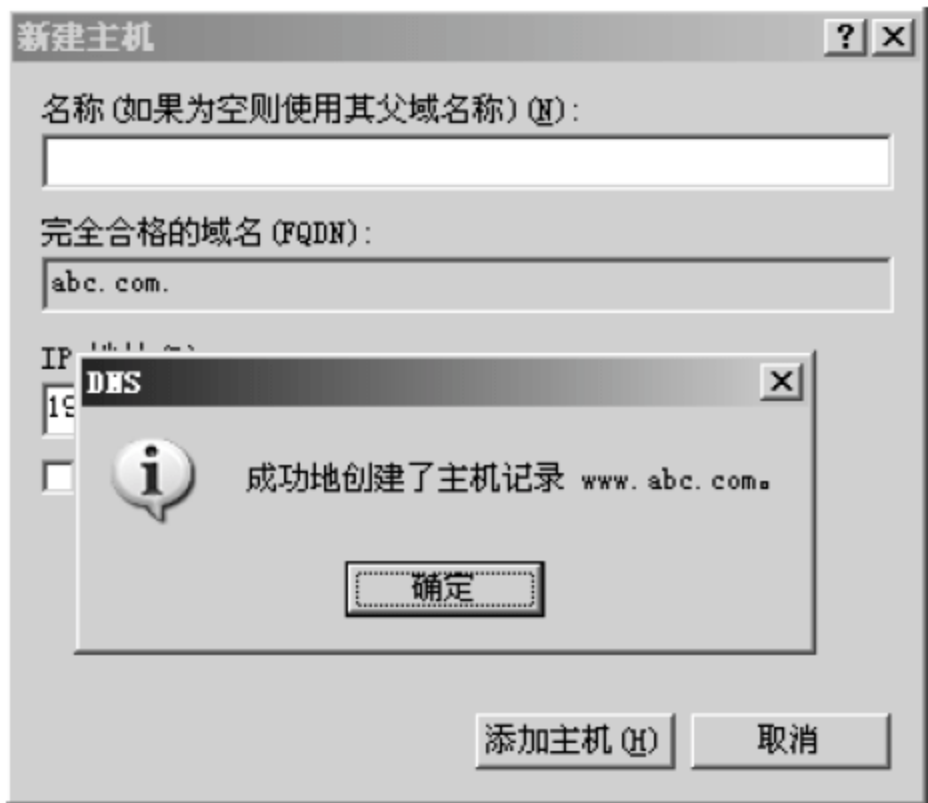 新建主机
名称(如果为空则使用其父域名称)(N):
完全合格的域名(FQDN):
abc.com.
IP
19
DNS
成功地创建了主机记录 www.abc.com。
确定
添加主机(H)
取消